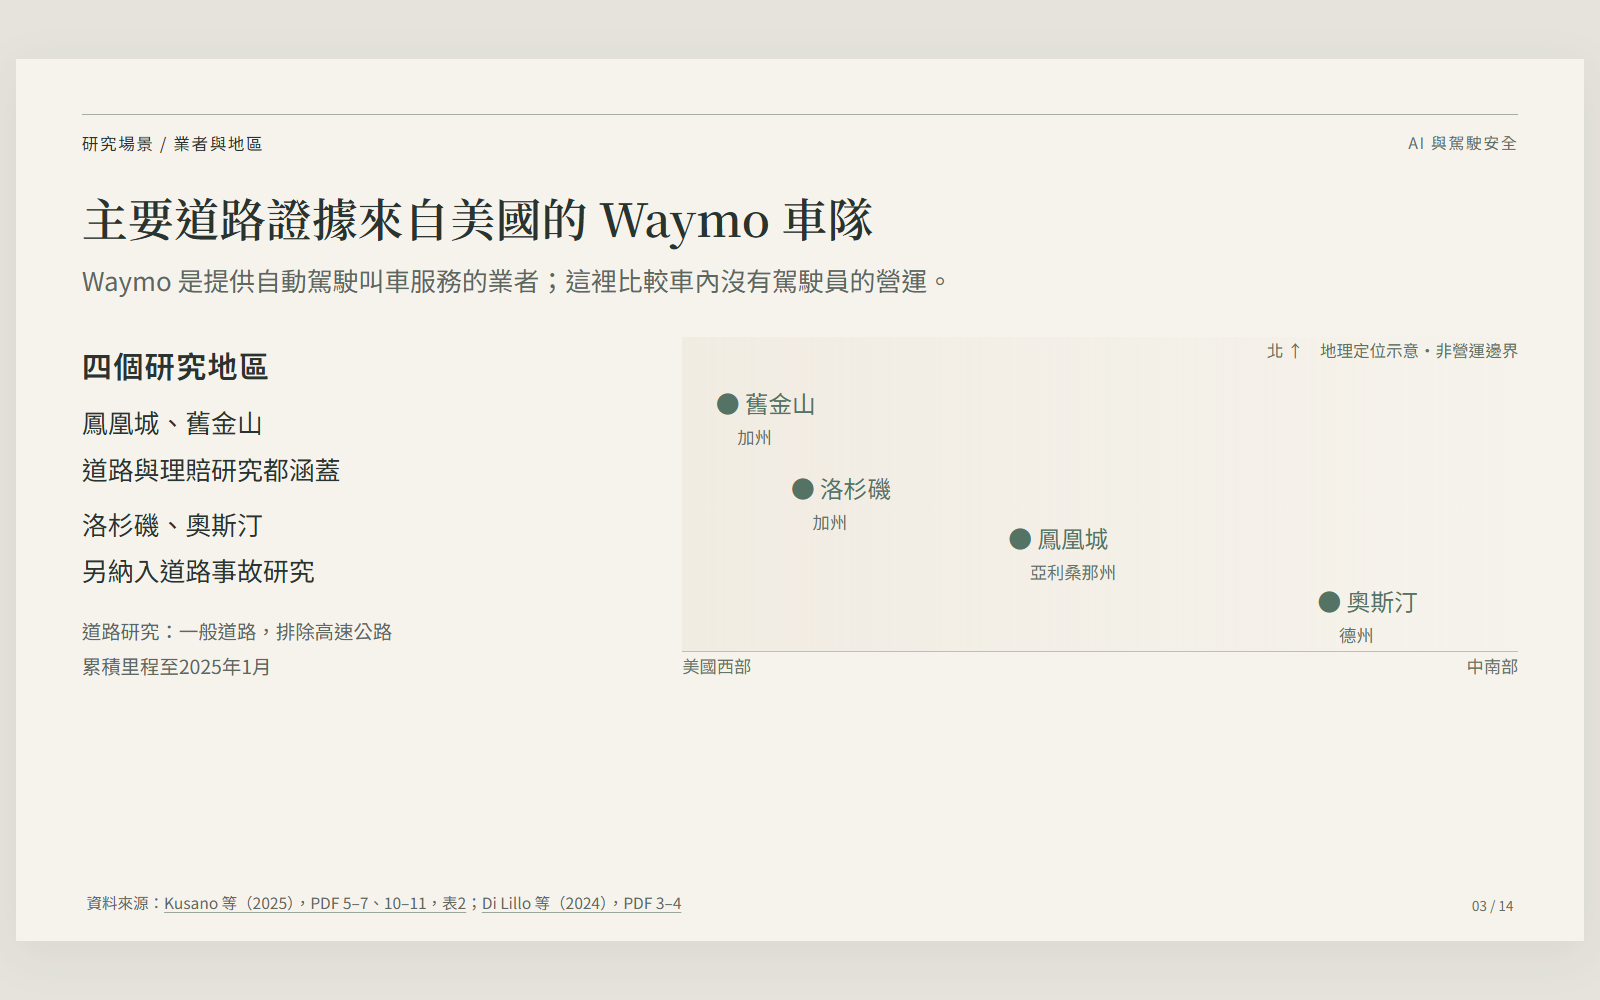 研究場景 / 業者與地區
AI 與駕駛安全
主要道路證據來自美國的 Waymo 車隊
Waymo 是提供自動駕駛叫車服務的業者；這裡比較車內沒有駕駛員的營運。
四個研究地區
鳳凰城、舊金山
道路與理賠研究都涵蓋
洛杉磯、奧斯汀
另納入道路事故研究
道路研究：一般道路，排除高速公路
累積里程至2025年1月
北 ↑ 地理定位示意・非營運邊界
舊金山
加州
洛杉磯
加州
鳳凰城
亞利桑那州
奧斯汀
德州
美國西部
中南部
資料來源：Kusano 等（2025），PDF 5–7、10–11，表2；Di Lillo 等（2024），PDF 3–4
03 / 14